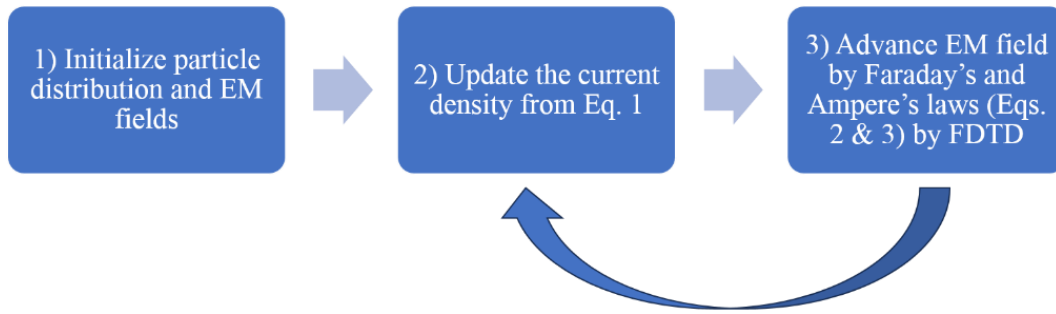 1) Initialize particle
distribution and EM
fields
2) Update the current
density from Eq. 1
3) Advance EM field
by Faraday’s and
Ampere’s laws (Eqs.
2 & 3) by FDTD